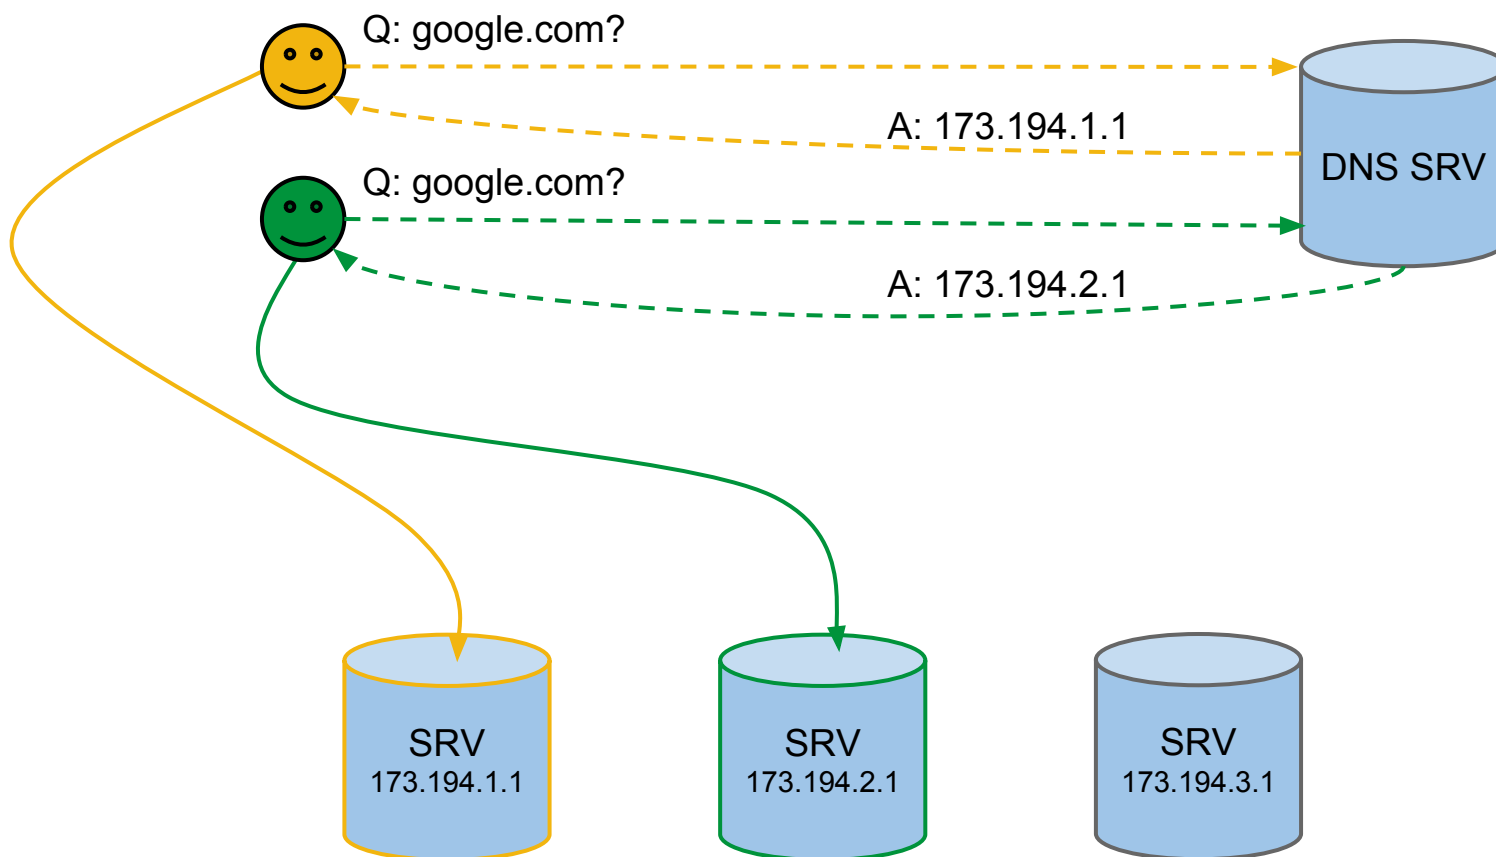 Q: google.com?
A: 173.194.1.1
DNS SRV
Q: google.com?
A: 173.194.2.1
SRV
173.194.1.1
SRV
173.194.2.1
SRV
173.194.3.1